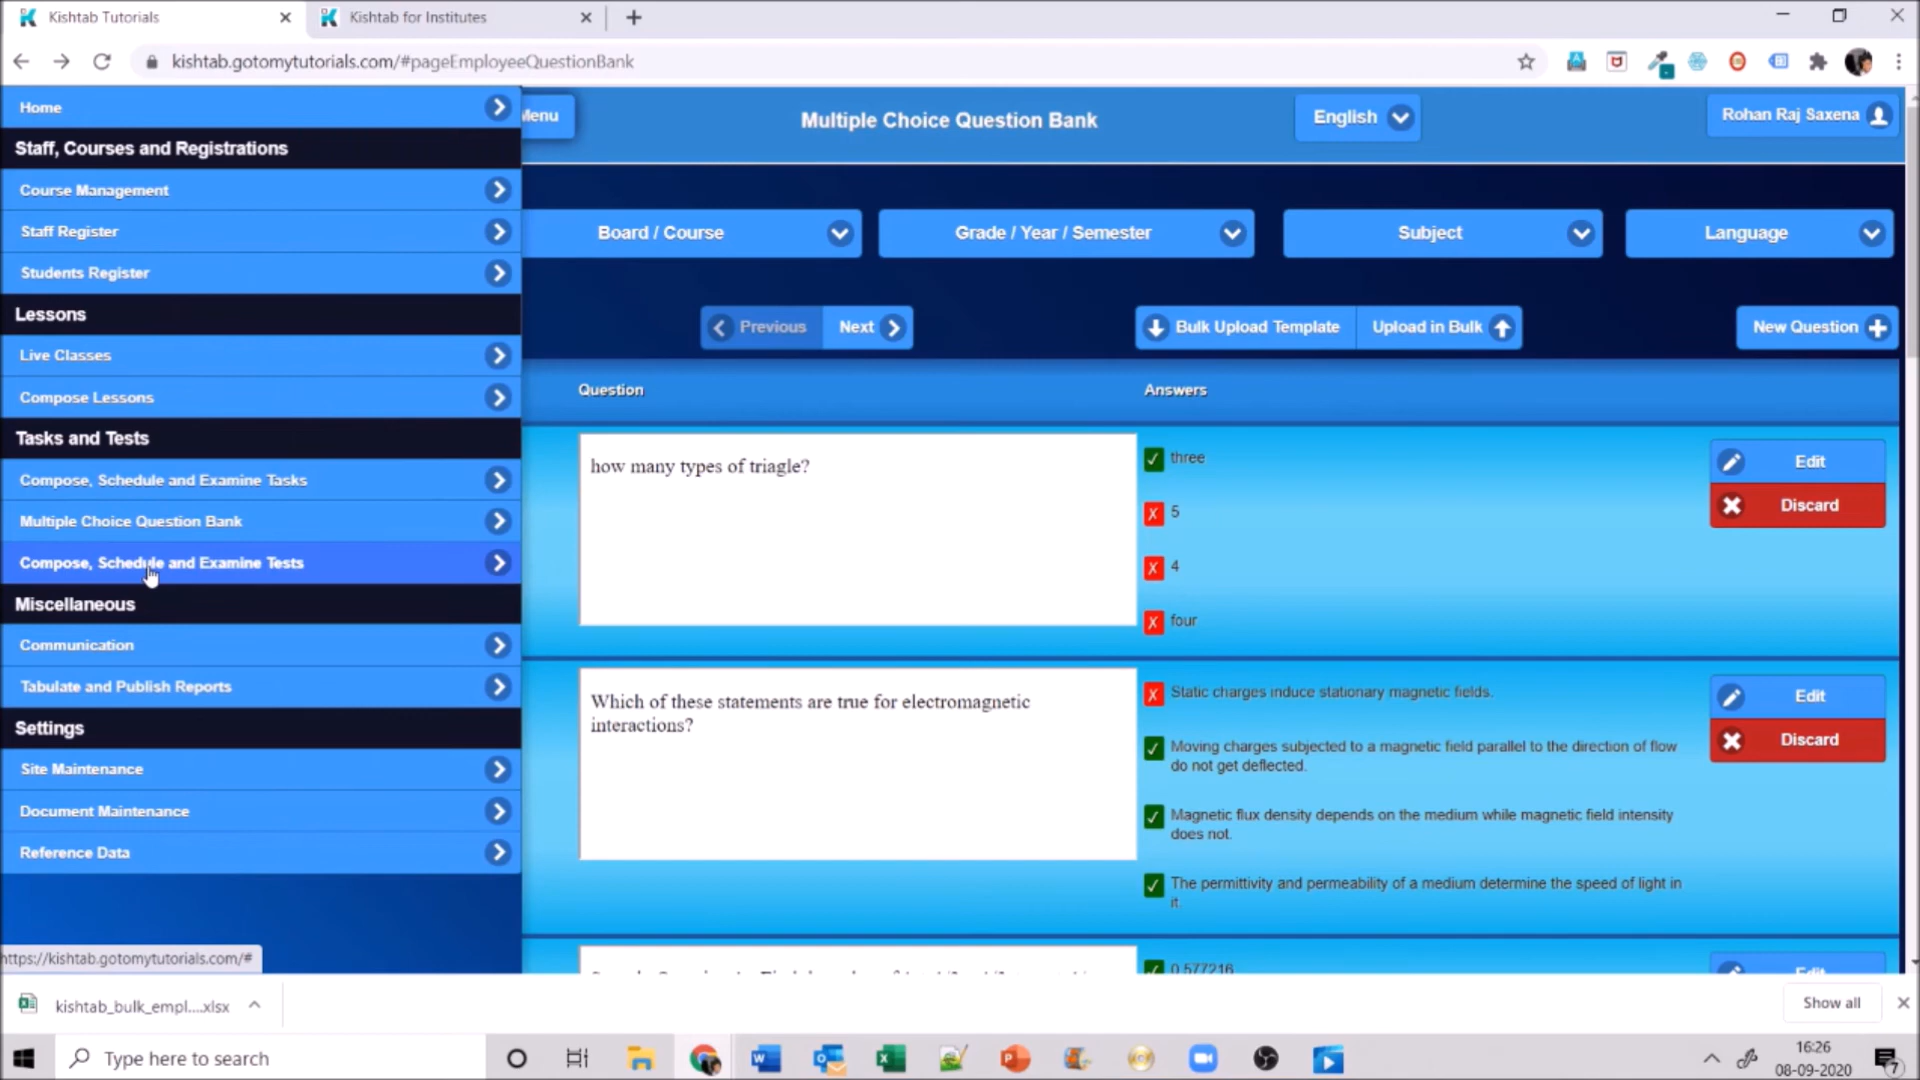 Kishtab Tutorials
Kishtab for Institutes
kishtab.gotomytutorials.com/#pageEmployeeQuestionBank
Home
Menu
Multiple Choice Question Bank
English
Rohan Raj Saxena
Staff, Courses and Registrations
Course Management
Staff Register
Students Register
Lessons
Live Classes
Compose Lessons
Tasks and Tests
Compose, Schedule and Examine Tasks
Multiple Choice Question Bank
Compose, Schedule and Examine Tests
Miscellaneous
Communication
Tabulate and Publish Reports
Settings
Site Maintenance
Document Maintenance
Reference Data
Board / Course
Grade / Year / Semester
Subject
Language
Previous
Next
Bulk Upload Template
Upload in Bulk
New Question
Question
Answers
how many types of triagle?
three
5
4
four
Edit
Discard
Which of these statements are true for electromagnetic
interactions?
Static charges induce stationary magnetic fields.
Moving charges subjected to a magnetic field parallel to the direction of flow
do not get deflected.
Magnetic flux density depends on the medium while magnetic field intensity
does not.
The permittivity and permeability of a medium determine the speed of light in
it.
Edit
Discard
0.577216
Edit
https://kishtab.gotomytutorials.com/#
kishtab_bulk_empl....xlsx
Show all
Type here to search
16:26
08-09-2020
7